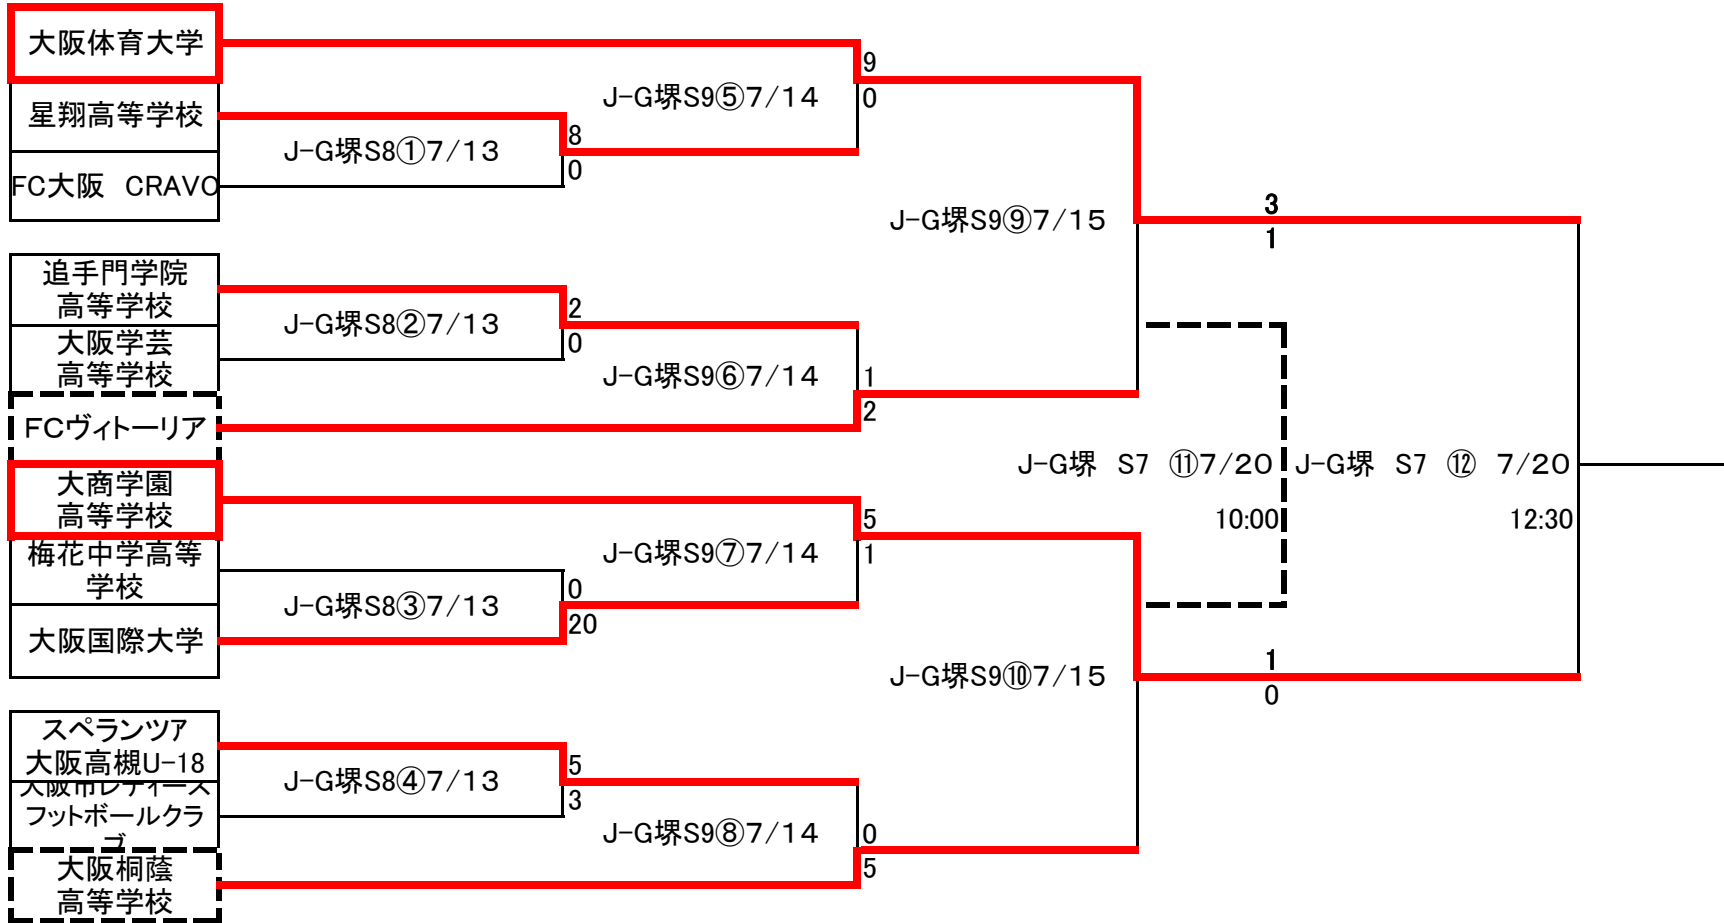 大阪体育大学
星翔高等学校
FC大阪　CRAVO
J-G堺S8①7/13
8
0
J-G堺S9⑤7/14
9
0
追手門学院
高等学校
大阪学芸
高等学校
FCヴィトーリア
J-G堺S8②7/13
2
0
J-G堺S9⑥7/14
1
2
J-G堺S9⑨7/15
3
1
大商学園
高等学校
梅花中学高等
学校
大阪国際大学
J-G堺S8③7/13
0
20
J-G堺S9⑦7/14
5
1
J-G堺　S7　⑪7/20
10:00
J-G堺　S7　⑫　7/20
12:30
スペランツァ
大阪高槻U-18
大阪市レディース
フットボールクラ
ブ
大阪桐蔭
高等学校
J-G堺S8④7/13
5
3
J-G堺S9⑧7/14
0
5
J-G堺S9⑩7/15
1
0